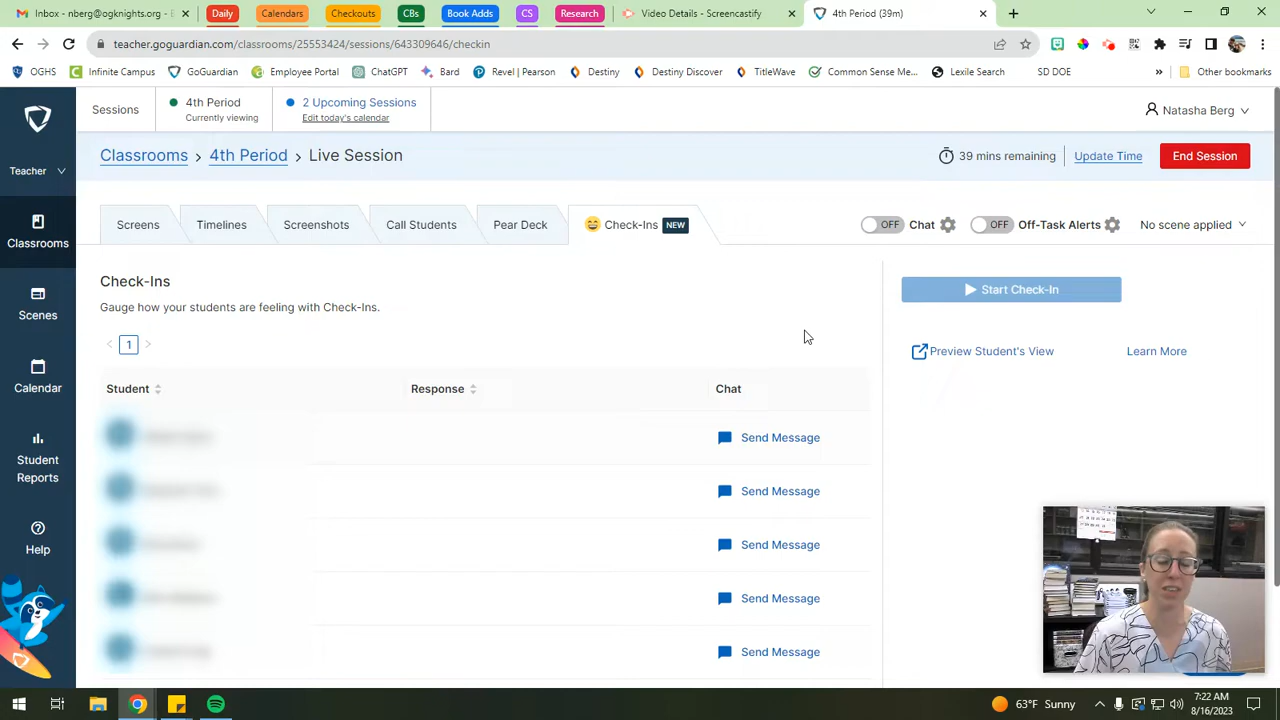 Inbox - nberg@oghlightning.org
Daily
Calendars
Checkouts
CBs
Book Adds
CS
Research
Video Details - Screencastify
4th Period (39m)
teacher.goguardian.com/classrooms/25553424/sessions/643309646/checkin
OGHS
Infinite Campus
GoGuardian
Employee Portal
ChatGPT
Bard
Revel | Pearson
Destiny
Destiny Discover
TitleWave
Common Sense Me...
Lexile Search
SD DOE
»
Other bookmarks
Sessions
4th Period
Currently viewing
2 Upcoming Sessions
Edit today's calendar
Natasha Berg
Teacher
Classrooms
Scenes
Calendar
Student
Reports
Help
Classrooms > 4th Period > Live Session
39 mins remaining
Update Time
End Session
Screens
Timelines
Screenshots
Call Students
Pear Deck
Check-Ins NEW
OFF Chat
OFF Off-Task Alerts
No scene applied
Check-Ins
Gauge how your students are feeling with Check-Ins.
< 1 >
Start Check-In
Preview Student's View
Learn More
Student
Response
Chat
Send Message
Send Message
Send Message
Send Message
Send Message
63°F Sunny
7:22 AM
8/16/2023